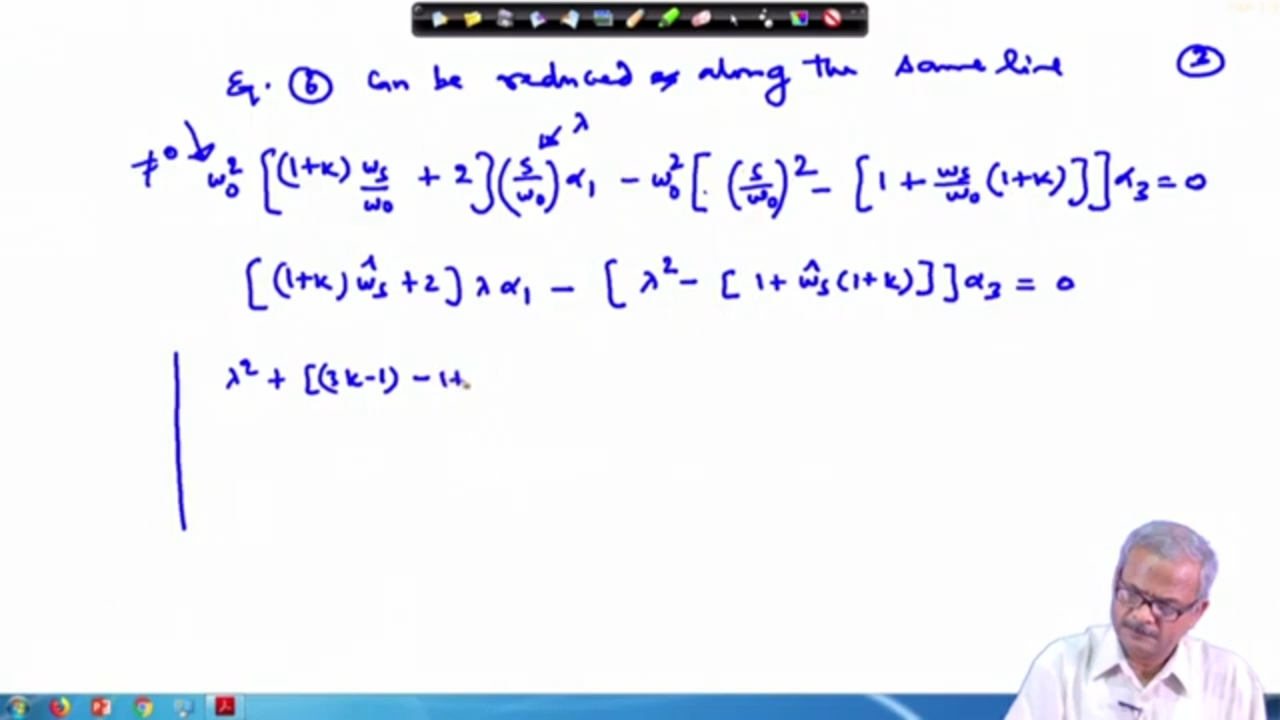 Eq. ⑥ can be reduced as along the same line ②
λ
≠0 ω₀² [(1+K) ωs/ω₀ + 2] (s/ω₀) α₁ − ω₀² [ (s/ω₀)² − [1 + ωs/ω₀ (1+K)]] α₃ = 0
[(1+K) ω̂s + 2] λ α₁ − [ λ² − [1 + ω̂s (1+K)]] α₃ = 0
λ² + [(3K−1) − 1+